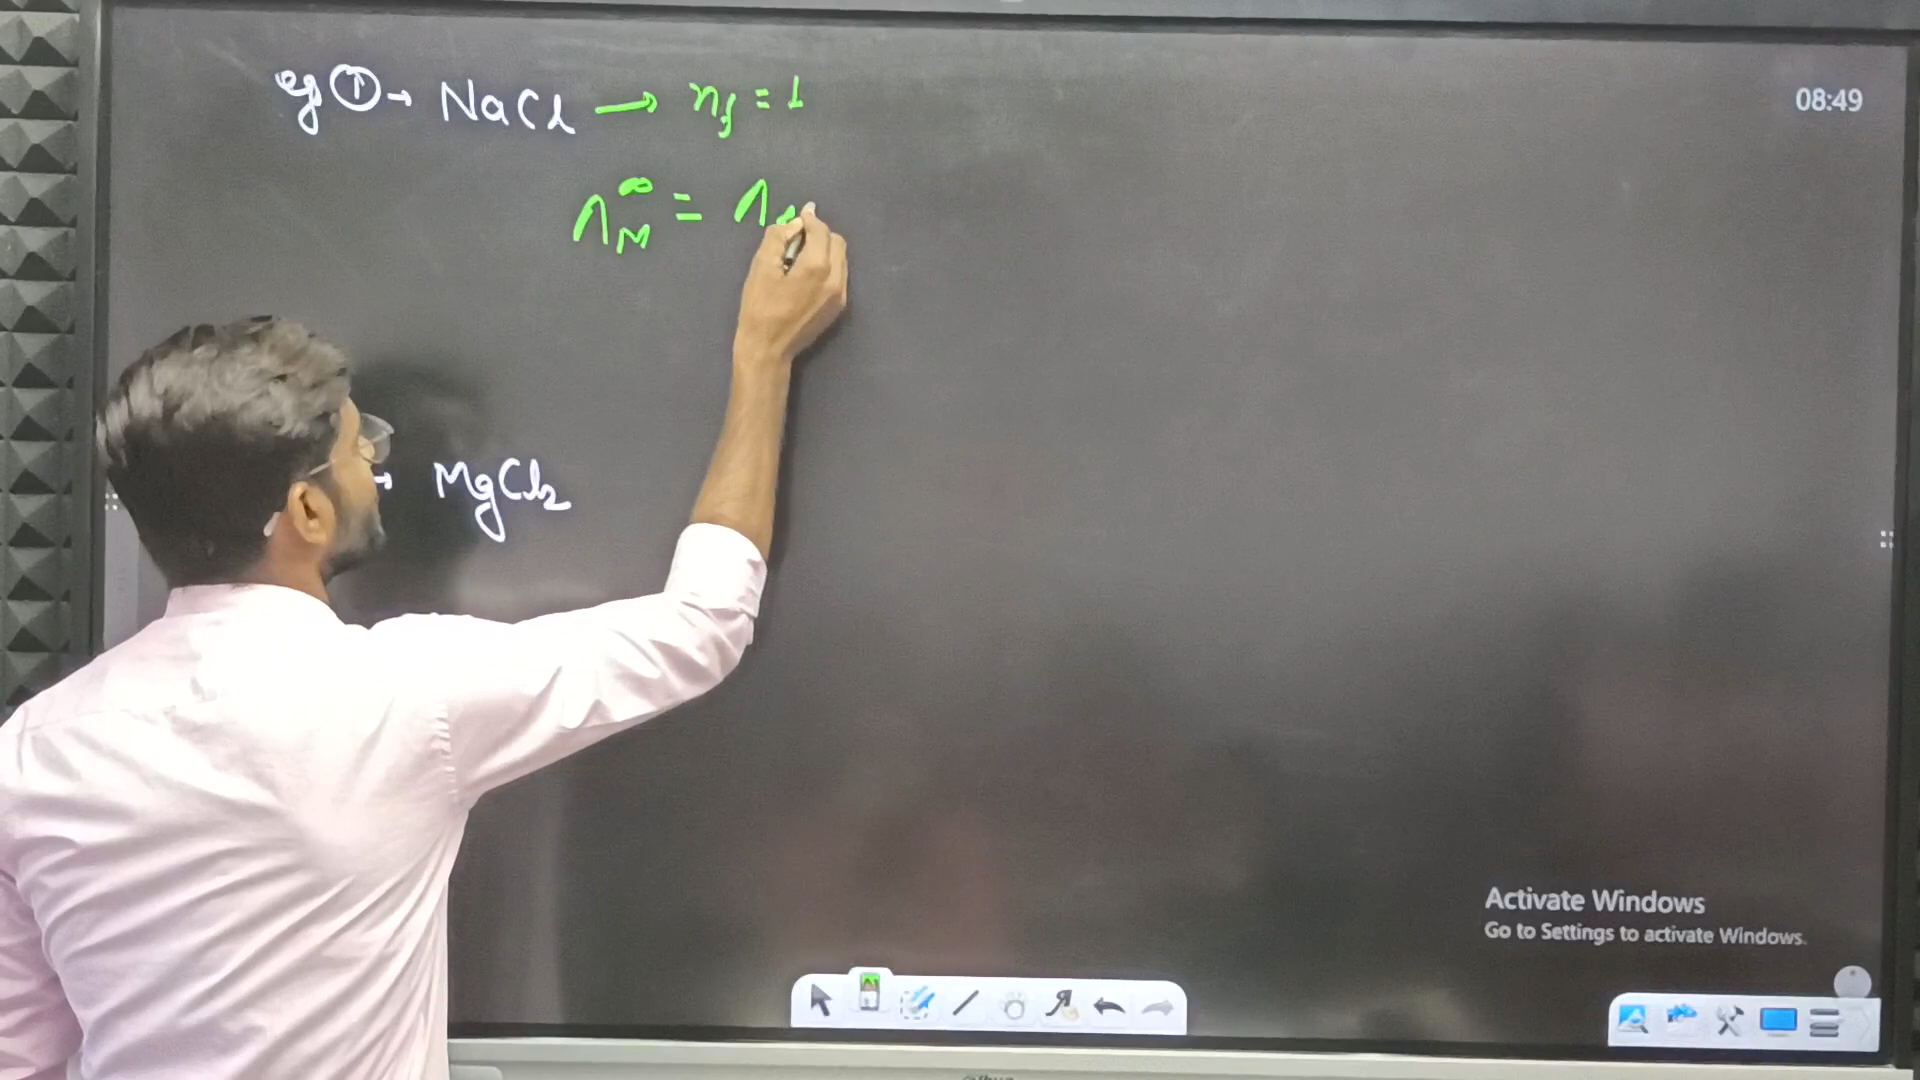 eg ① → NaCl → nf = 1
08:49
Λ∞M = Λ
→ MgCl2
Activate Windows
Go to Settings to activate Windows.